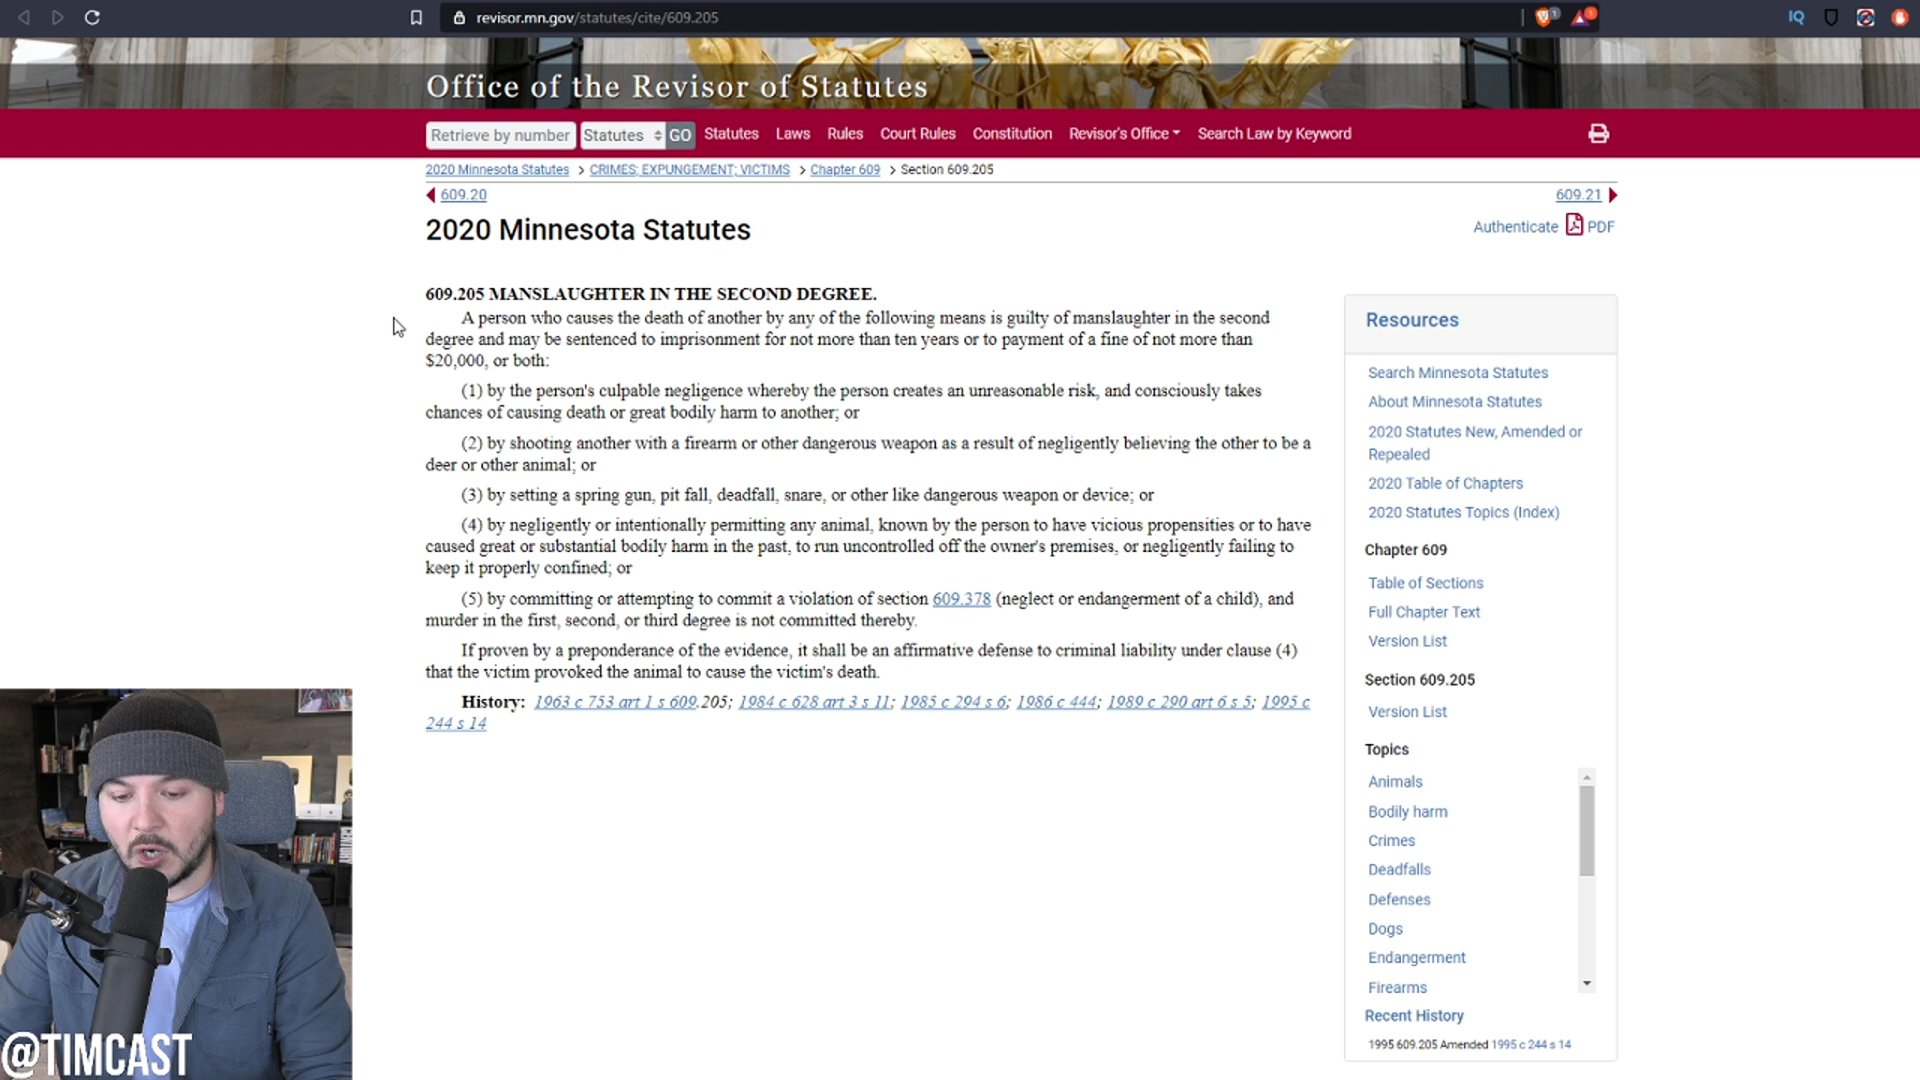 revisor.mn.gov/statutes/cite/609.205
IQ
Office of the Revisor of Statutes
Retrieve by number Statutes GO Statutes Laws Rules Court Rules Constitution Revisor's Office Search Law by Keyword
2020 Minnesota Statutes > CRIMES; EXPUNGEMENT; VICTIMS > Chapter 609 > Section 609.205
609.20
609.21
2020 Minnesota Statutes
Authenticate PDF
609.205 MANSLAUGHTER IN THE SECOND DEGREE.
A person who causes the death of another by any of the following means is guilty of manslaughter in the second
degree and may be sentenced to imprisonment for not more than ten years or to payment of a fine of not more than
$20,000, or both:
(1) by the person's culpable negligence whereby the person creates an unreasonable risk, and consciously takes
chances of causing death or great bodily harm to another; or
(2) by shooting another with a firearm or other dangerous weapon as a result of negligently believing the other to be a
deer or other animal; or
(3) by setting a spring gun, pit fall, deadfall, snare, or other like dangerous weapon or device; or
(4) by negligently or intentionally permitting any animal, known by the person to have vicious propensities or to have
caused great or substantial bodily harm in the past, to run uncontrolled off the owner's premises, or negligently failing to
keep it properly confined; or
(5) by committing or attempting to commit a violation of section 609.378 (neglect or endangerment of a child), and
murder in the first, second, or third degree is not committed thereby.
If proven by a preponderance of the evidence, it shall be an affirmative defense to criminal liability under clause (4)
that the victim provoked the animal to cause the victim's death.
History: 1963 c 753 art 1 s 609.205; 1984 c 628 art 3 s 11; 1985 c 294 s 6; 1986 c 444; 1989 c 290 art 6 s 5; 1995 c
244 s 14
Resources
Search Minnesota Statutes
About Minnesota Statutes
2020 Statutes New, Amended or
Repealed
2020 Table of Chapters
2020 Statutes Topics (Index)
Chapter 609
Table of Sections
Full Chapter Text
Version List
Section 609.205
Version List
Topics
Animals
Bodily harm
Crimes
Deadfalls
Defenses
Dogs
Endangerment
Firearms
Recent History
1995 609.205 Amended 1995 c 244 s 14
@TIMCAST